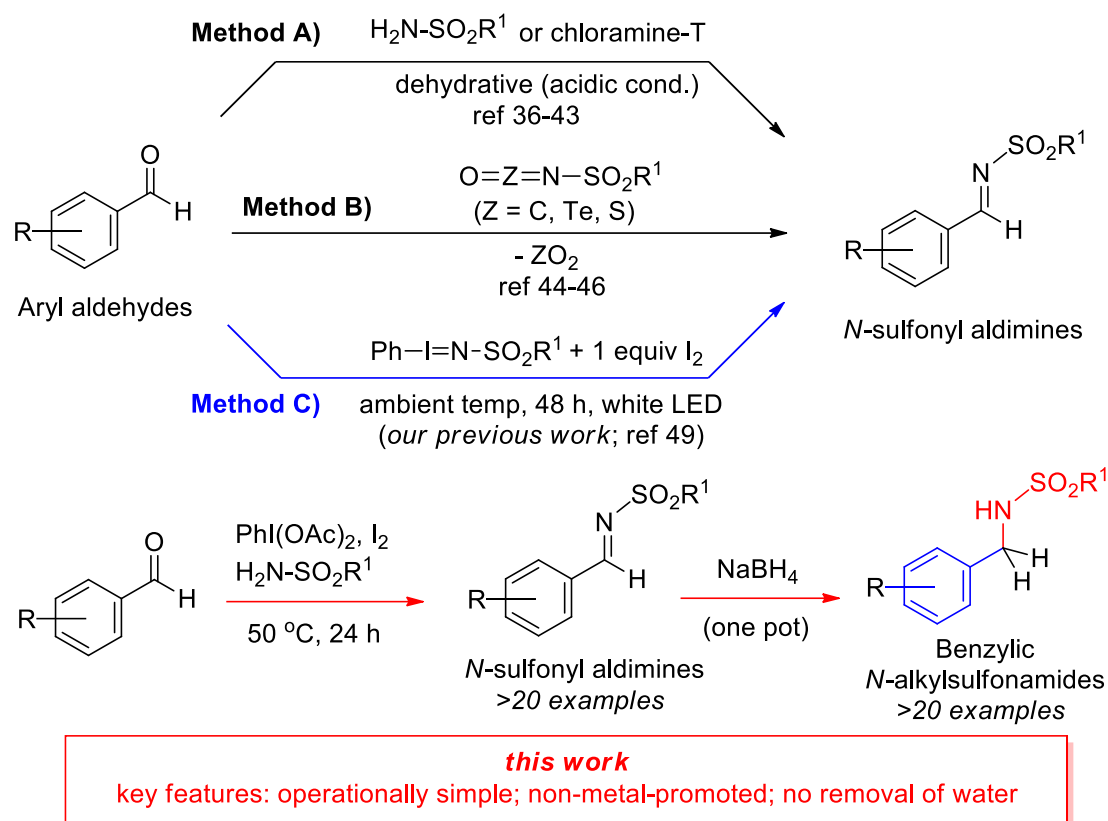 Method A) H₂N-SO₂R¹ or chloramine-T
dehydrative (acidic cond.)
ref 36-43
O
H
R
Aryl aldehydes
Method B) O=Z=N−SO₂R¹
(Z = C, Te, S)
- ZO₂
ref 44-46
SO₂R¹
N
H
R
N-sulfonyl aldimines
Ph−I=N-SO₂R¹ + 1 equiv I₂
Method C) ambient temp, 48 h, white LED
(our previous work; ref 49)
O
H
R
PhI(OAc)₂, I₂
H₂N-SO₂R¹
50 °C, 24 h
SO₂R¹
N
H
R
N-sulfonyl aldimines
>20 examples
NaBH₄
(one pot)
SO₂R¹
HN
H
H
R
Benzylic
N-alkylsulfonamides
>20 examples
this work
key features: operationally simple; non-metal-promoted; no removal of water